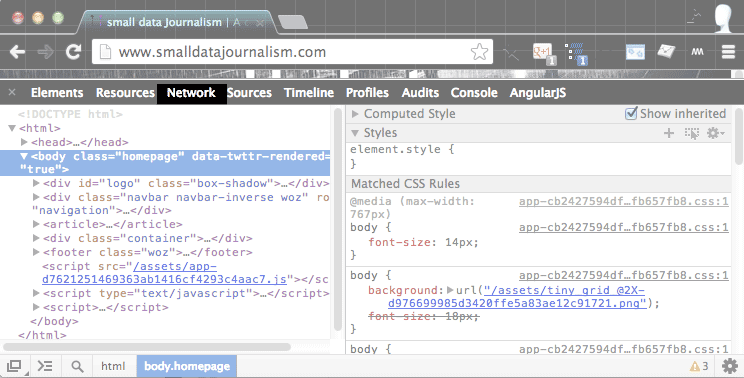 small data Journalism | A
www.smalldatajournalism.com
g+1
1
1
Elements Resources Network Sources Timeline Profiles Audits Console AngularJS
<!DOCTYPE html>
<html>
<head>…</head>
<body class="homepage" data-twttr-rendered=
"true">
<div id="logo" class="box-shadow">…</div>
<div class="navbar navbar-inverse woz" ro
"navigation">…</div>
<article>…</article>
<div class="container">…</div>
<footer class="woz">…</footer>
<script src="/assets/app-
d7621251469363ab1416cf4293c4aac7.js"></sc
<script type="text/javascript">…</script>
<script>…</script>
</body>
</html>
Computed Style Show inherited
Styles
element.style {
}
Matched CSS Rules
@media (max-width: app-cb2427594df…fb657fb8.css:1
767px)
body { app-cb2427594df…fb657fb8.css:1
font-size: 14px;
}
body { app-cb2427594df…fb657fb8.css:1
background: url("/assets/tiny_grid_@2X-
d976699985d3420ffe5a83ae12c91721.png");
font-size: 18px;
}
body { app-cb2427594df…fb657fb8.css:1
html body.homepage 3